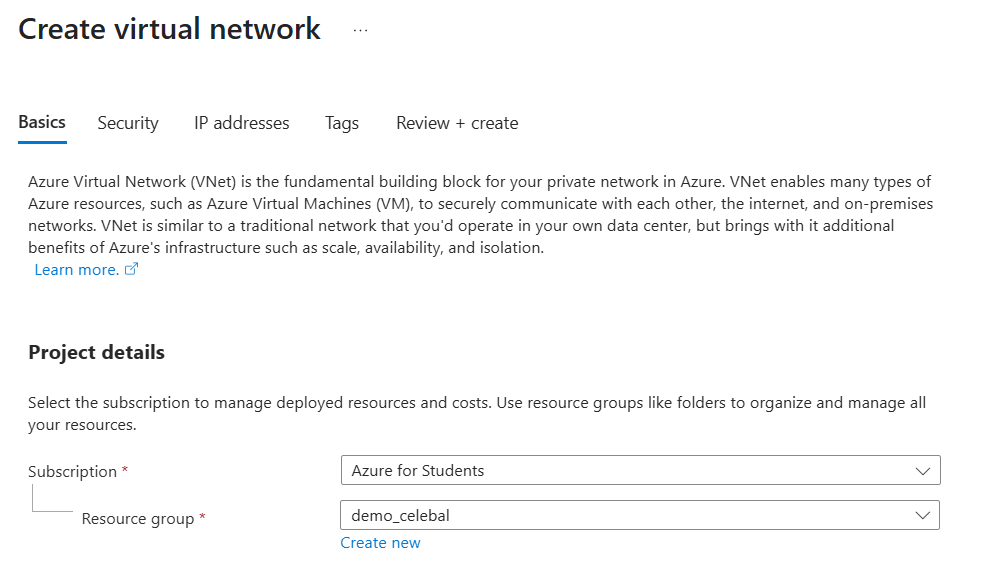 Create virtual network ...
Basics Security IP addresses Tags Review + create
Azure Virtual Network (VNet) is the fundamental building block for your private network in Azure. VNet enables many types of
Azure resources, such as Azure Virtual Machines (VM), to securely communicate with each other, the internet, and on-premises
networks. VNet is similar to a traditional network that you'd operate in your own data center, but brings with it additional
benefits of Azure's infrastructure such as scale, availability, and isolation.
Learn more.
Project details
Select the subscription to manage deployed resources and costs. Use resource groups like folders to organize and manage all
your resources.
Subscription * Azure for Students
Resource group * demo_celebal
Create new